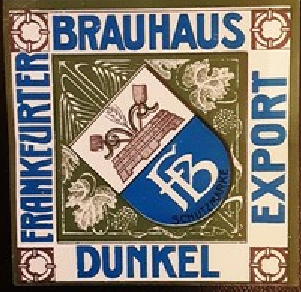 BRAUHAUS
FRANKFURTER
EXPORT
FB
SCHUTZMARKE
DUNKEL